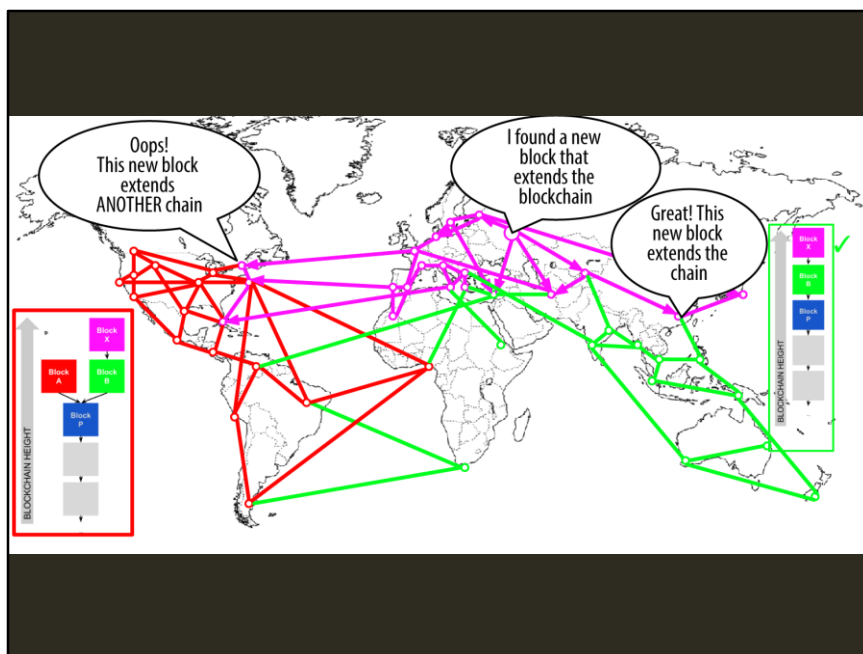 Oops!
This new block
extends
ANOTHER chain
I found a new
block that
extends the
blockchain
Great! This
new block
extends the
chain
Block
X
Block
A
Block
B
Block
P
BLOCKCHAIN HEIGHT
Block
X
Block
B
Block
P
BLOCKCHAIN HEIGHT